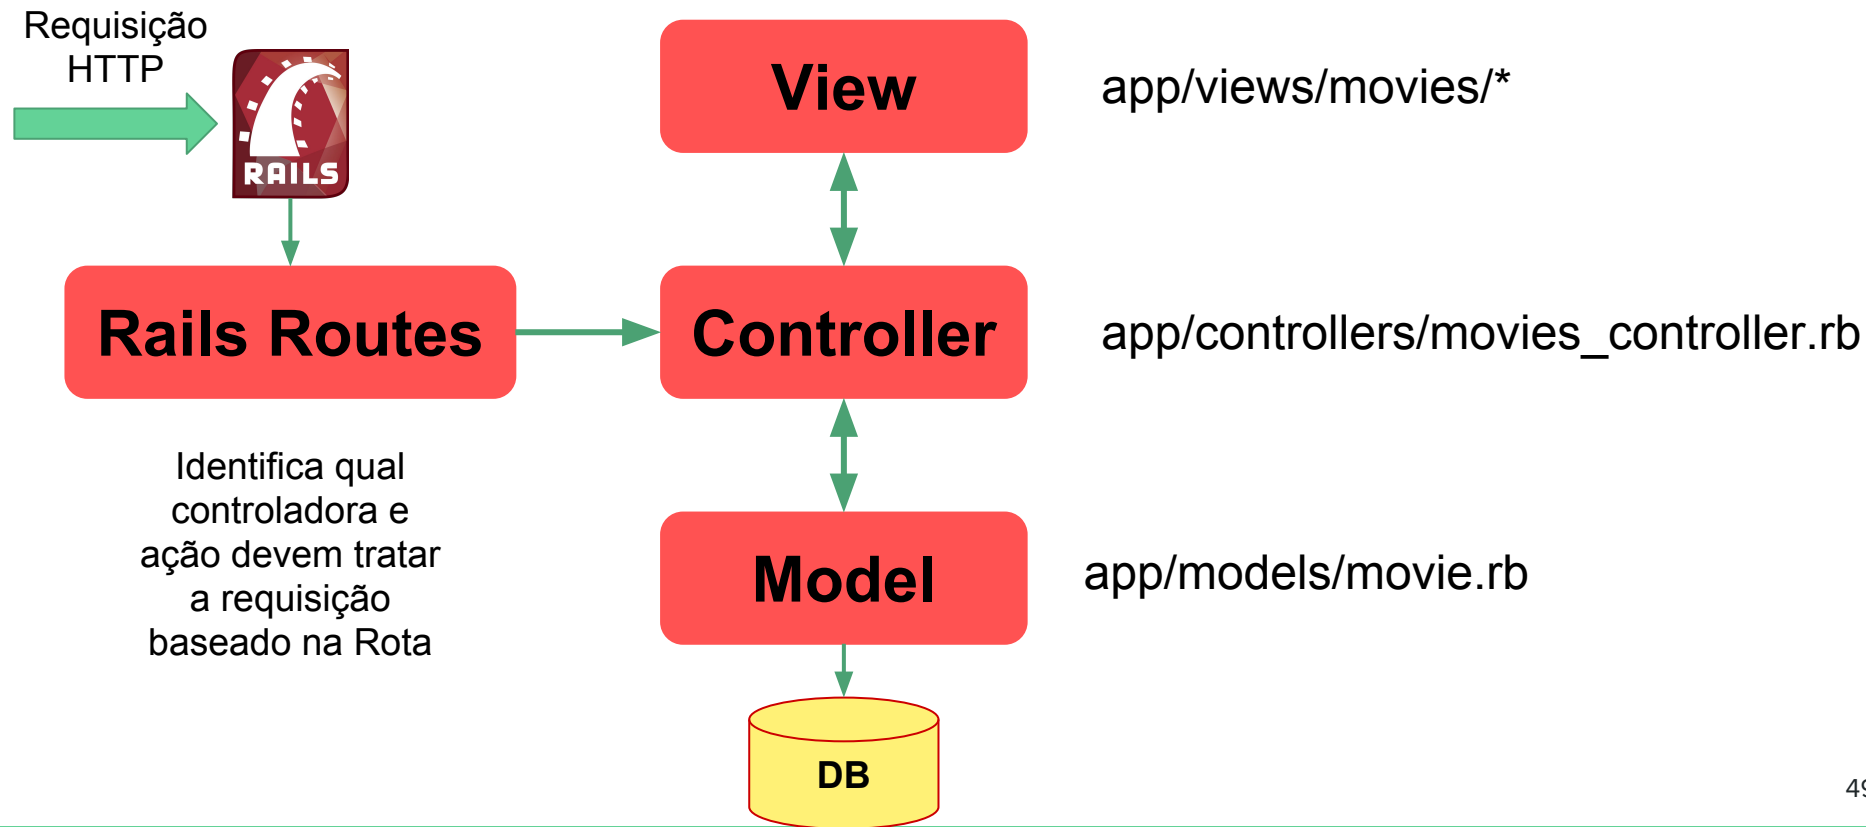 Requisição
HTTP
RAILS
View
app/views/movies/*
Rails Routes
Controller
app/controllers/movies_controller.rb
Identifica qual
controladora e
ação devem tratar
a requisição
baseado na Rota
Model
app/models/movie.rb
DB
49